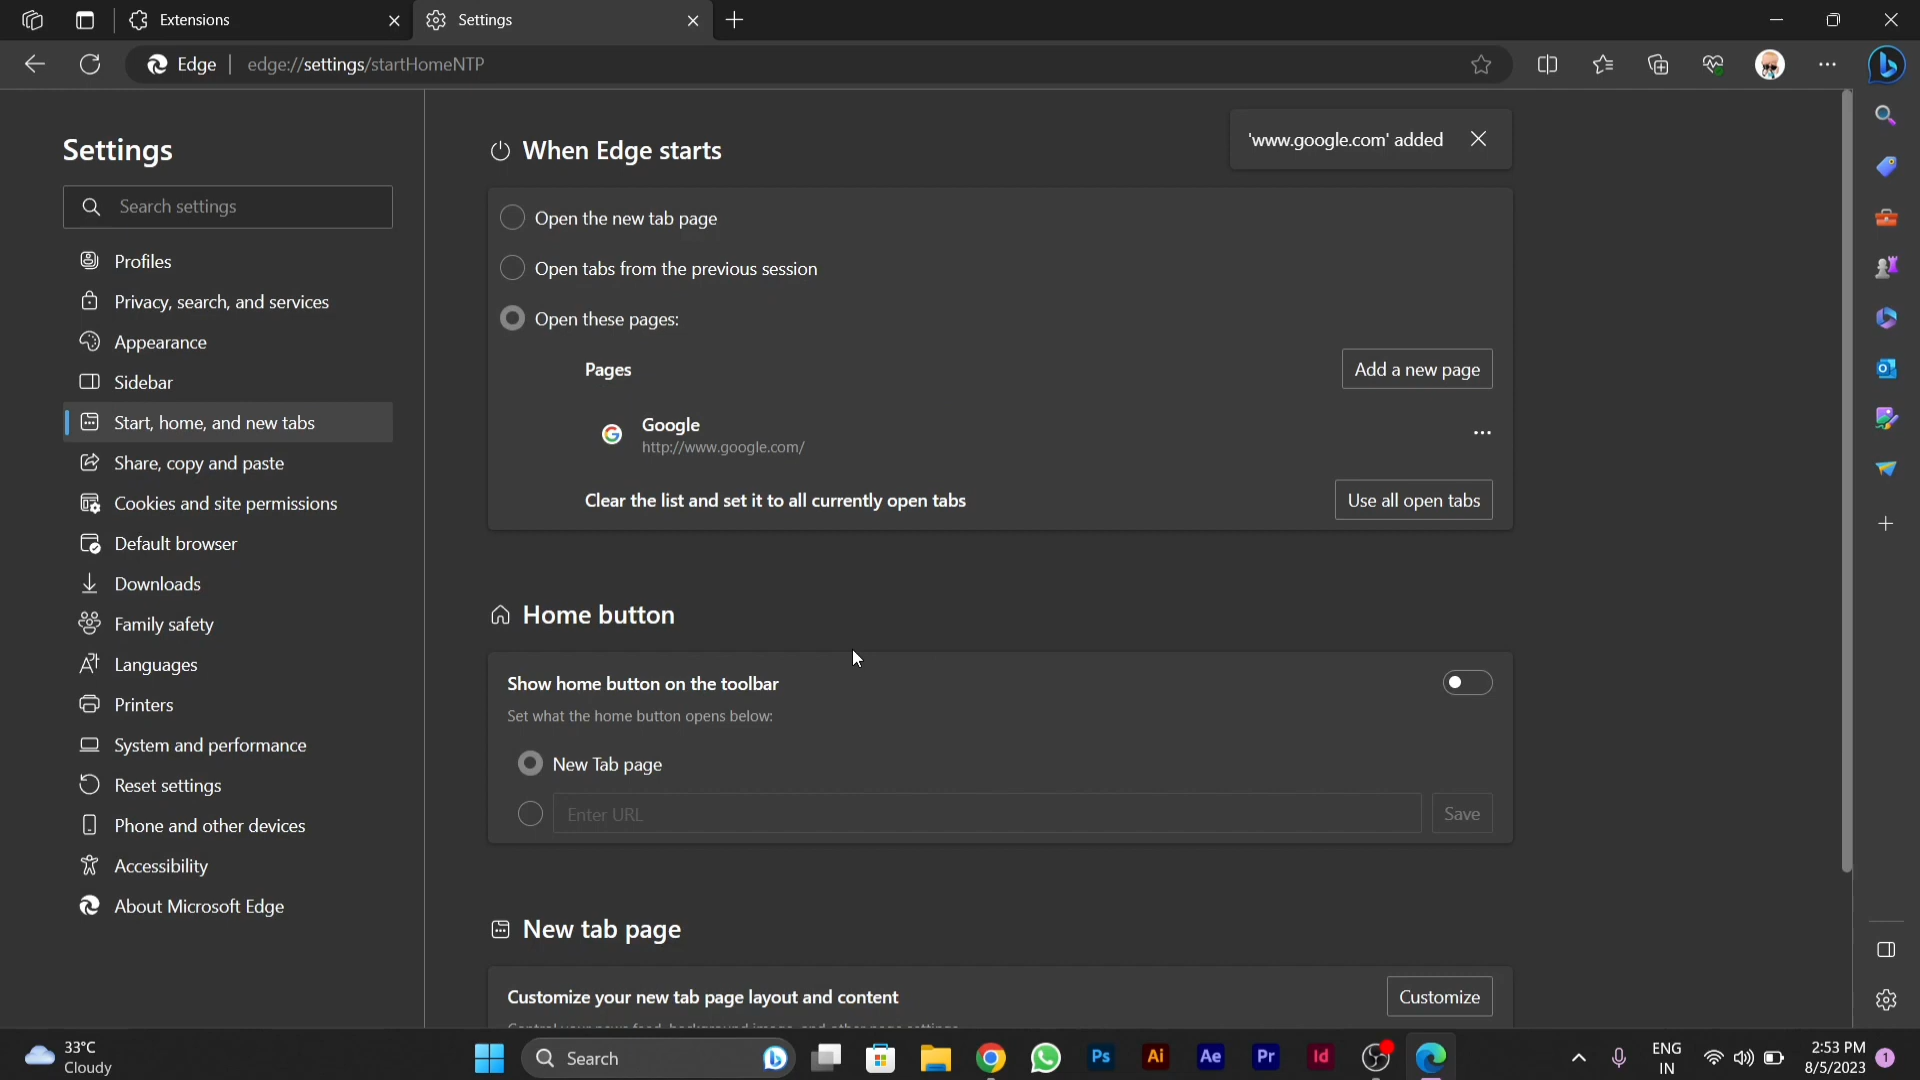 Extensions
Settings
Edge
edge://settings/startHomeNTP
Settings
Search settings
Profiles
Privacy, search, and services
Appearance
Sidebar
Start, home, and new tabs
Share, copy and paste
Cookies and site permissions
Default browser
Downloads
Family safety
Languages
Printers
System and performance
Reset settings
Phone and other devices
Accessibility
About Microsoft Edge
When Edge starts
'www.google.com' added
Open the new tab page
Open tabs from the previous session
Open these pages:
Pages
Add a new page
Google
http://www.google.com/
Clear the list and set it to all currently open tabs
Use all open tabs
Home button
Show home button on the toolbar
Set what the home button opens below:
New Tab page
Enter URL
Save
New tab page
Customize your new tab page layout and content
Customize
33°C
Cloudy
Search
Ps
Ai
Ae
Pr
Id
ENG
IN
2:53 PM
8/5/2023
1